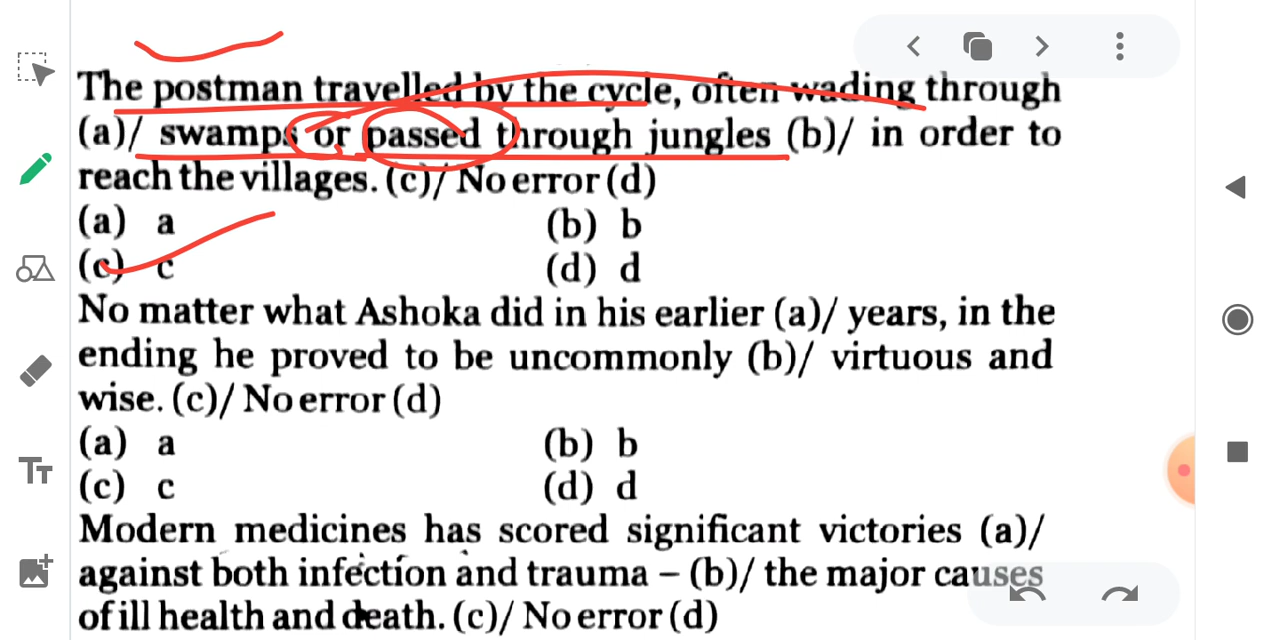 The postman travelled by the cycle, often wading through
(a)/ swamps or passed through jungles (b)/ in order to
reach the villages. (c)/ No error (d)
(a) a (b) b
(c) c (d) d
No matter what Ashoka did in his earlier (a)/ years, in the
ending he proved to be uncommonly (b)/ virtuous and
wise. (c)/ No error (d)
(a) a (b) b
(c) c (d) d
Modern medicines has scored significant victories (a)/
against both infection and trauma – (b)/ the major causes
of ill health and death. (c)/ No error (d)
TT